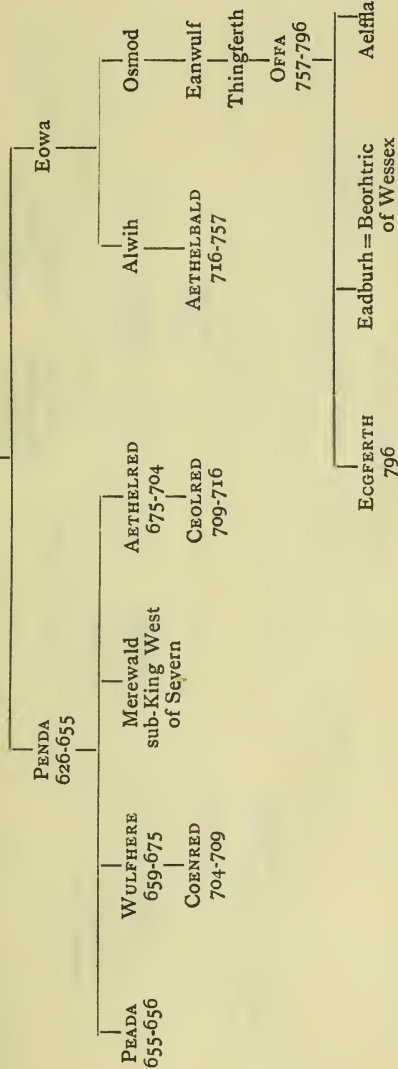 PENDA
626-655
Eowa
PEADA
655-656
WULFHERE
659-675
Merewald
sub-King West
of Severn
AETHELRED
675-704
Alwih
Osmod
COENRED
704-709
CEOLRED
709-716
AETHELBALD
716-757
Eanwulf
Thingferth
OFFA
757-796
ECGFERTH
796
Eadburh = Beorhtric
of Wessex
Aelffla